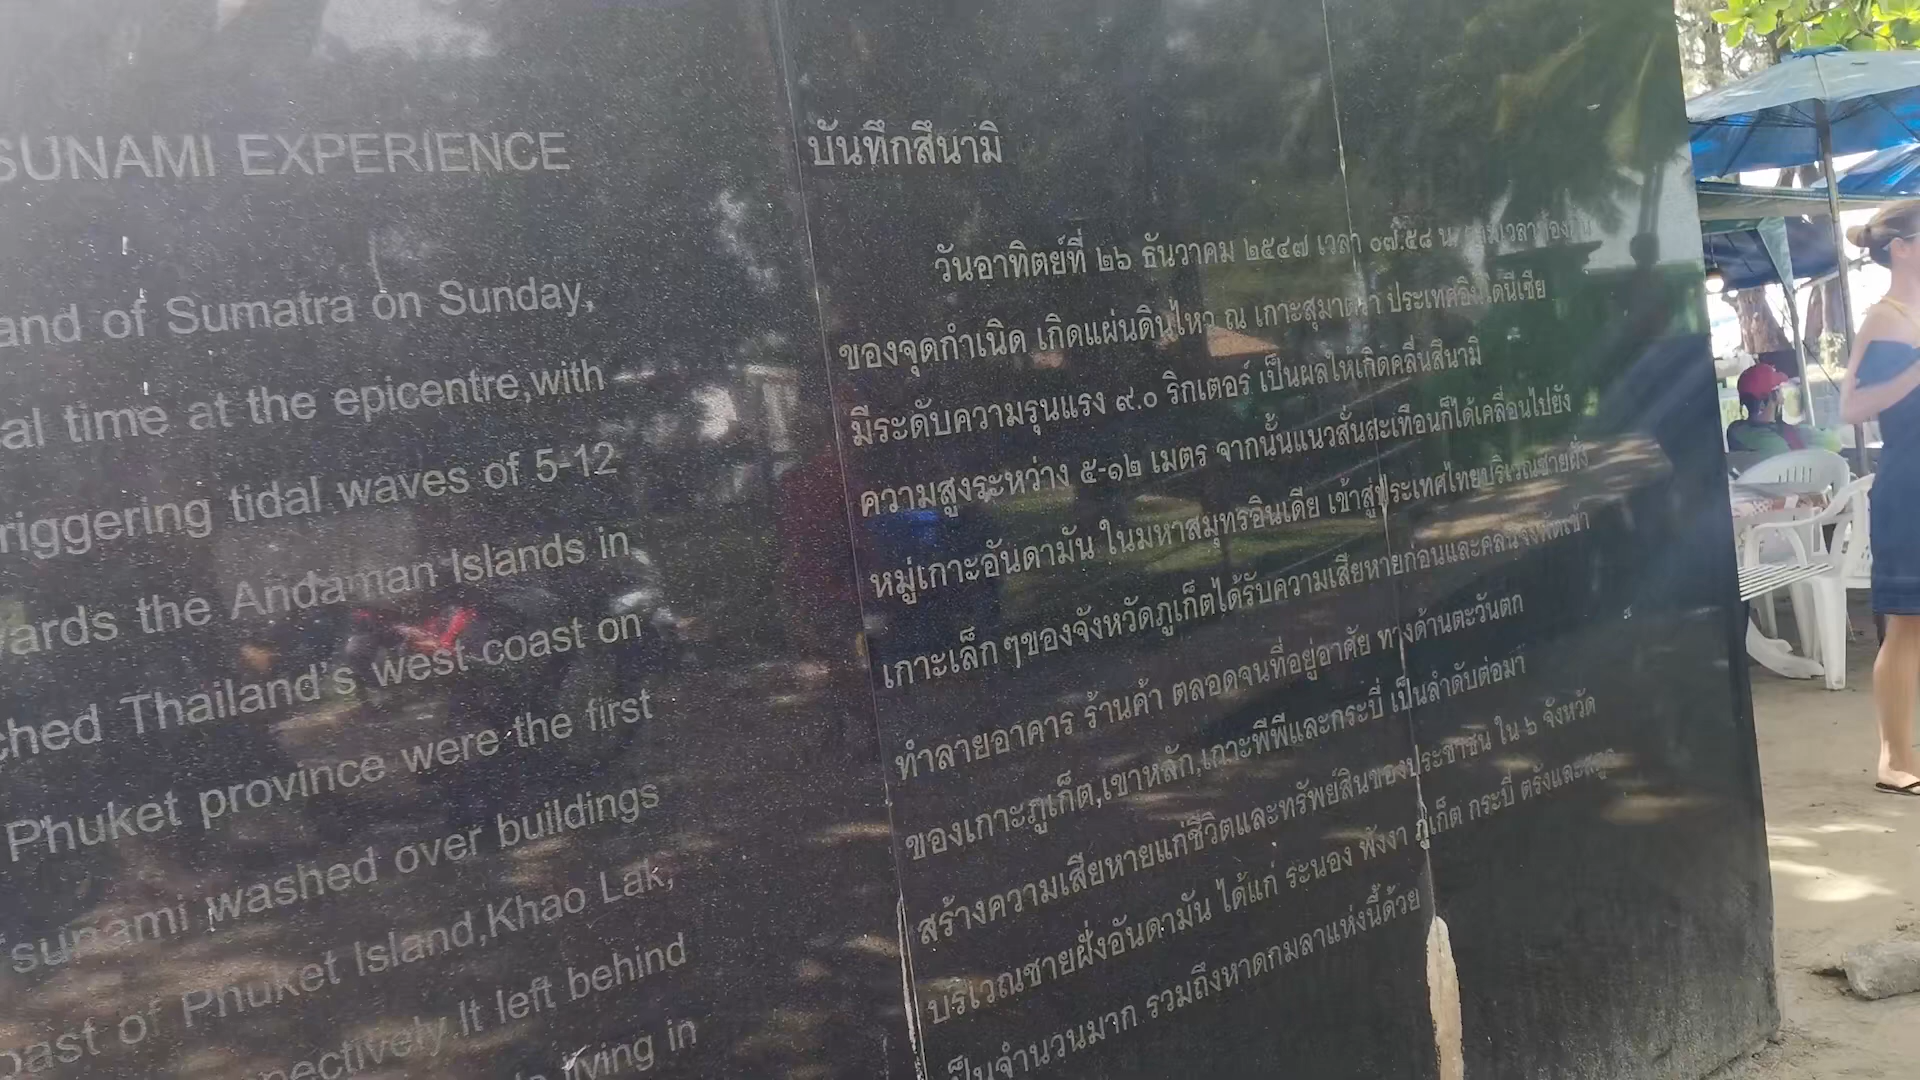 SUNAMI EXPERIENCE
and of Sumatra on Sunday,
al time at the epicentre,with
riggering tidal waves of 5-12
wards the Andaman Islands in
ched Thailand's west coast on
Phuket province were the first
Tsunami washed over buildings
oast of Phuket Island,Khao Lak,
pectively.It left behind
living in
บันทึกสึนามิ
วันอาทิตย์ที่ ๒๖ ธันวาคม ๒๕๔๗ เวลา ๐๗.๕๘ น.
ของจุดกำเนิด เกิดแผ่นดินไหว ณ เกาะสุมาตรา ประเทศอินโดนีเซีย
มีระดับความรุนแรง ๙.๐ ริกเตอร์ เป็นผลให้เกิดคลื่นสึนามิ
ความสูงระหว่าง ๕-๑๒ เมตร จากนั้นแนวสั่นสะเทือนก็ได้เคลื่อนไปยัง
หมู่เกาะอันดามัน ในมหาสมุทรอินเดีย เข้าสู่ประเทศไทยบริเวณชายฝั่ง
เกาะเล็กๆของจังหวัดภูเก็ตได้รับความเสียหายก่อนและคลื่นจึงพัดเข้า
ทำลายอาคาร ร้านค้า ตลอดจนที่อยู่อาศัย ทางด้านตะวันตก
ของเกาะภูเก็ต,เขาหลัก,เกาะพีพีและกระบี่ เป็นลำดับต่อมา
สร้างความเสียหายแก่ชีวิตและทรัพย์สินของประชาชน ใน ๖ จังหวัด
บริเวณชายฝั่งอันดามัน ได้แก่ ระนอง พังงา ภูเก็ต กระบี่ ตรังและสตูล
เป็นจำนวนมาก รวมถึงหาดกมลาแห่งนี้ด้วย